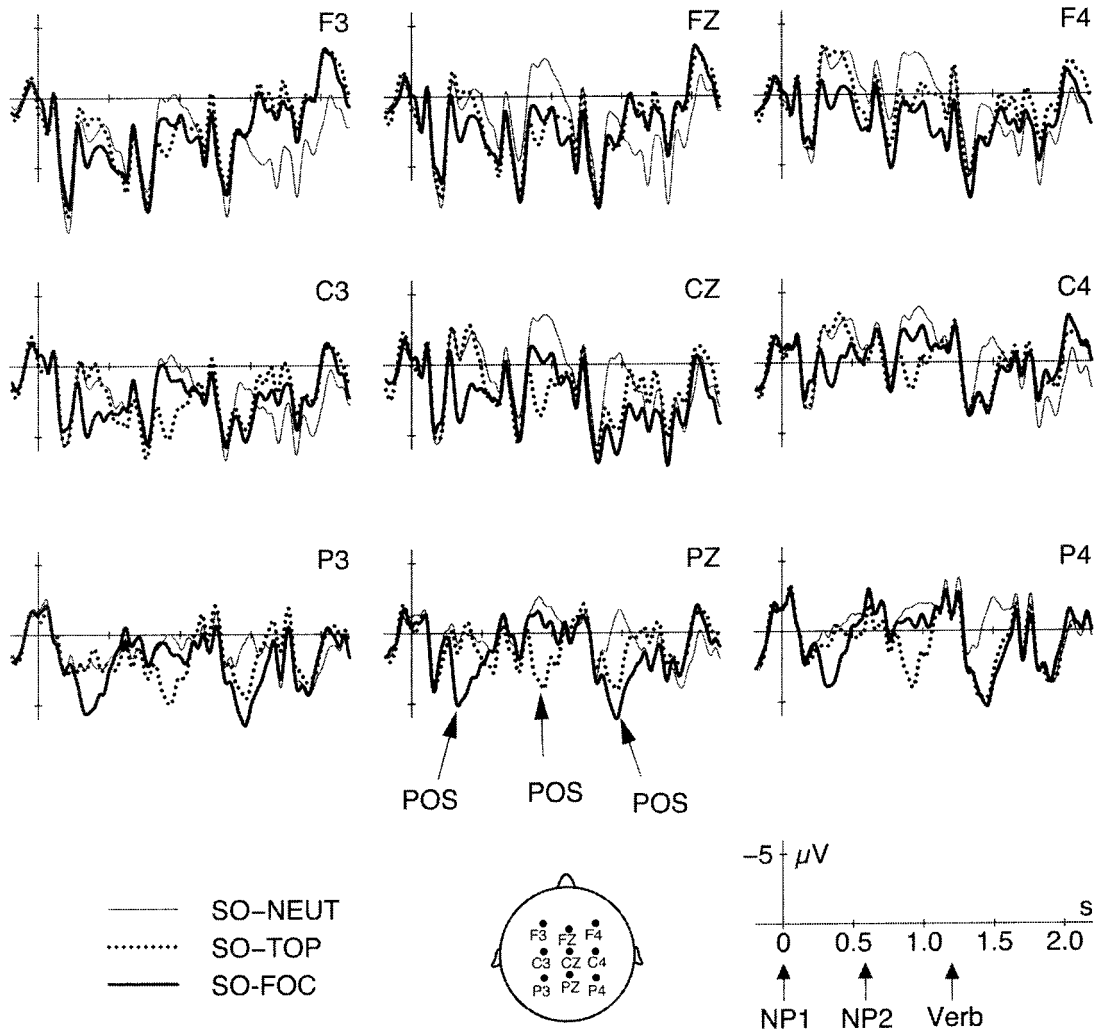 F3
FZ
F4
C3
CZ
C4
P3
PZ
P4
POS
POS
POS
−5 µV
s
0 0.5 1.0 1.5 2.0
NP1 NP2 Verb
SO−NEUT
SO−TOP
SO-FOC
F3 FZ F4
C3 CZ C4
P3 PZ P4